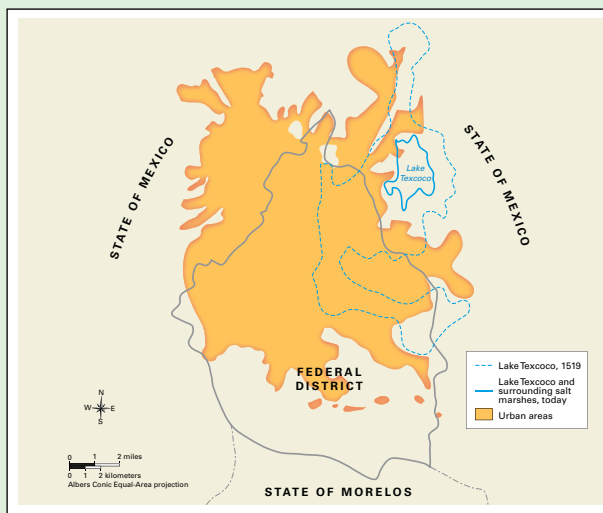 STATE OF MEXICO
STATE OF MEXICO
Lake
Texcoco
FEDERAL
DISTRICT
Lake Texcoco, 1519
Lake Texcoco and
surrounding salt
marshes, today
Urban areas
N
W E
S
0 1 2 miles
0 1 2 kilometers
Albers Conic Equal-Area projection
STATE OF MORELOS